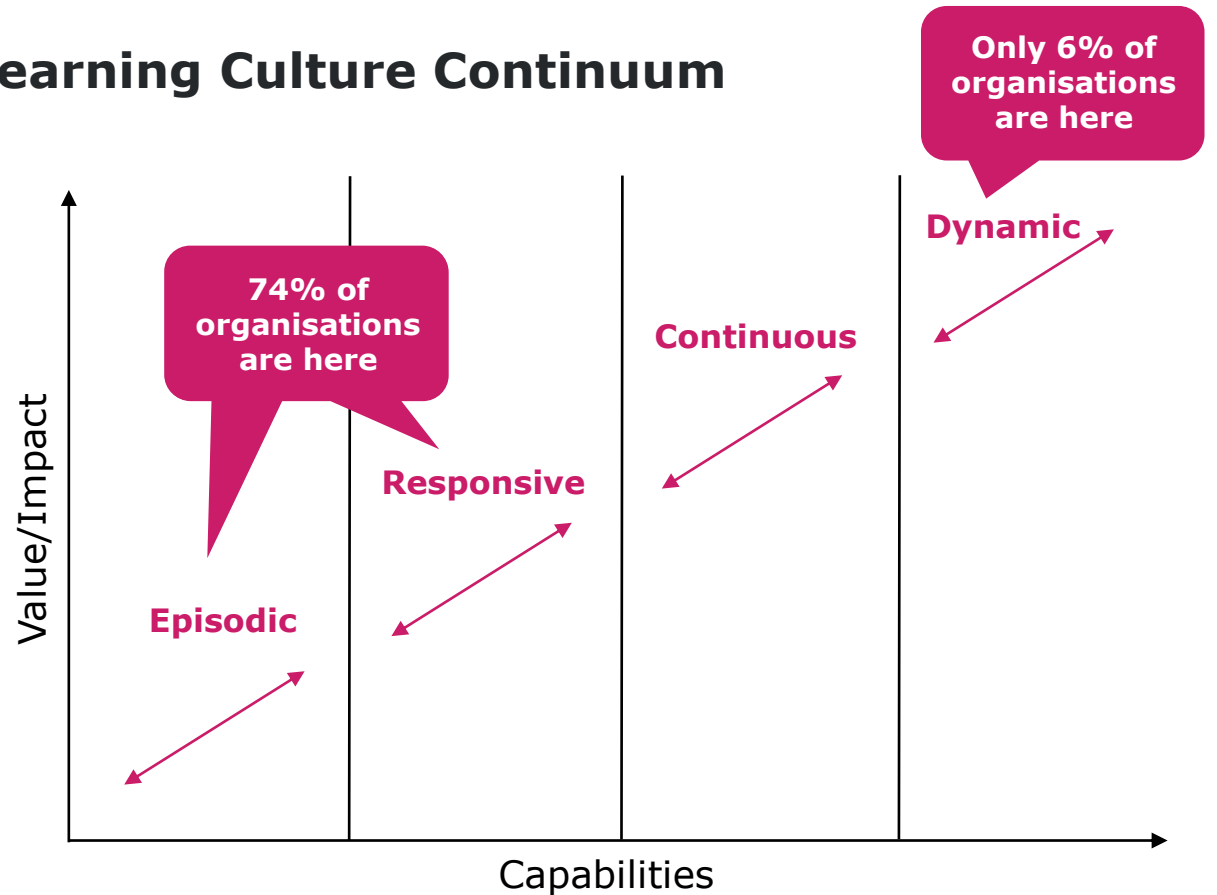 earning Culture Continuum
Only 6% of
organisations
are here
Dynamic
74% of
organisations
are here
Continuous
Responsive
Episodic
Value/Impact
Capabilities